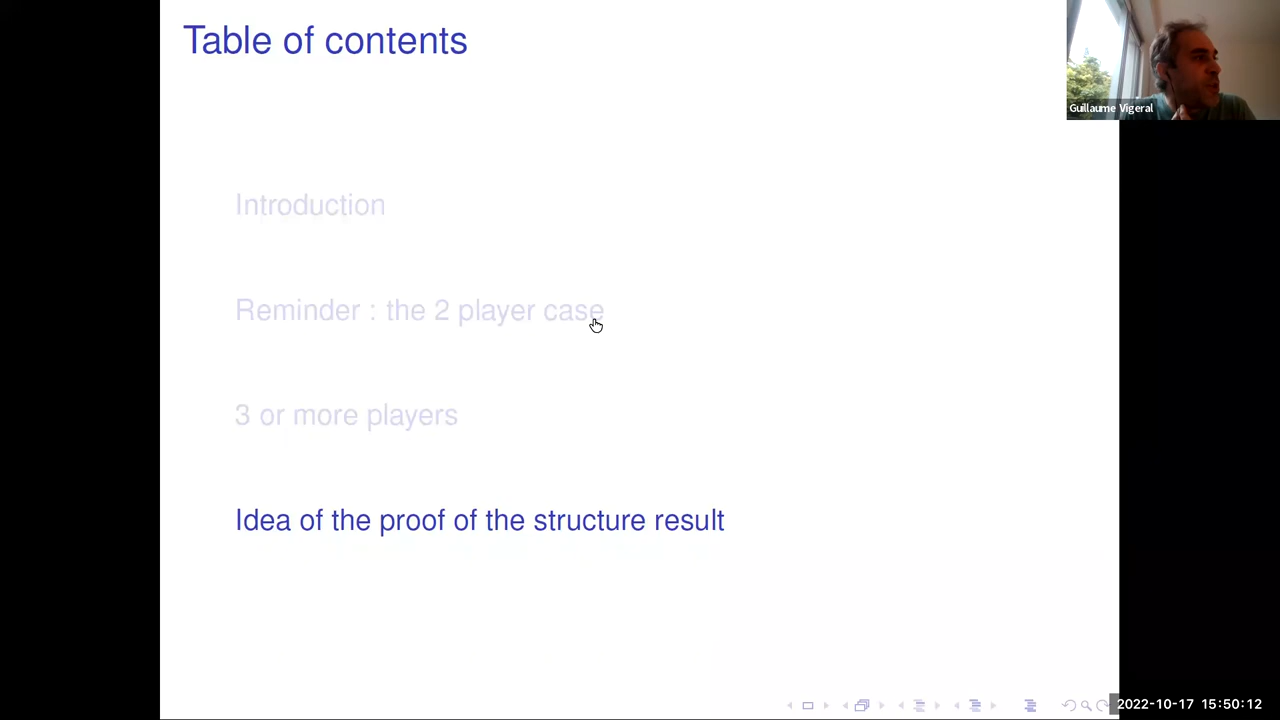 Table of contents
Guillaume Vigeral
Introduction
Reminder : the 2 player case
3 or more players
Idea of the proof of the structure result
2022-10-17 15:50:12